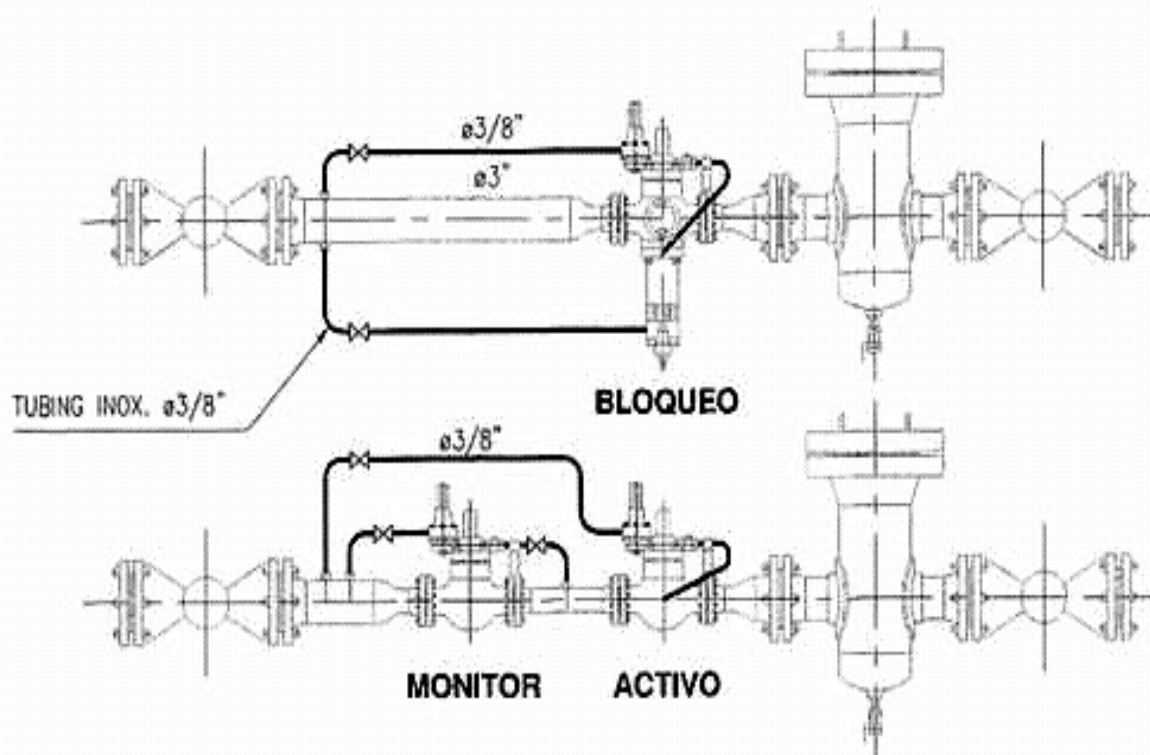 ø3/8"
ø3"
BLOQUEO
TUBING INOX. ø3/8"
ø3/8"
MONITOR
ACTIVO